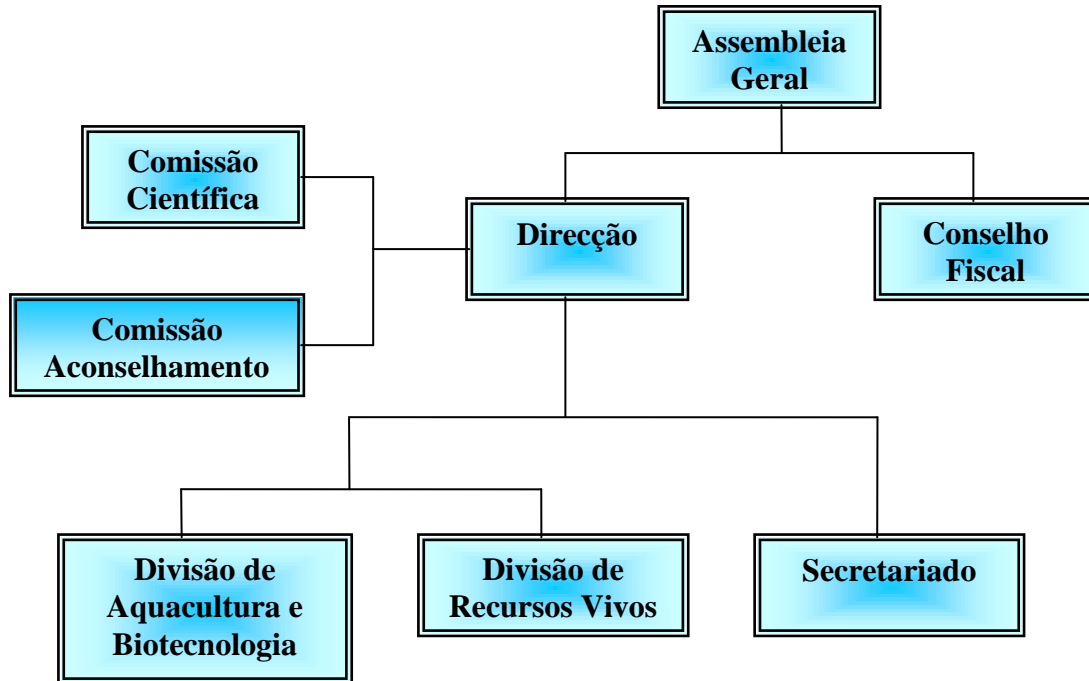 Assembleia
Geral
Comissão
Científica
Direcção
Conselho
Fiscal
Comissão
Aconselhamento
Divisão de
Aquacultura e
Biotecnologia
Divisão de
Recursos Vivos
Secretariado